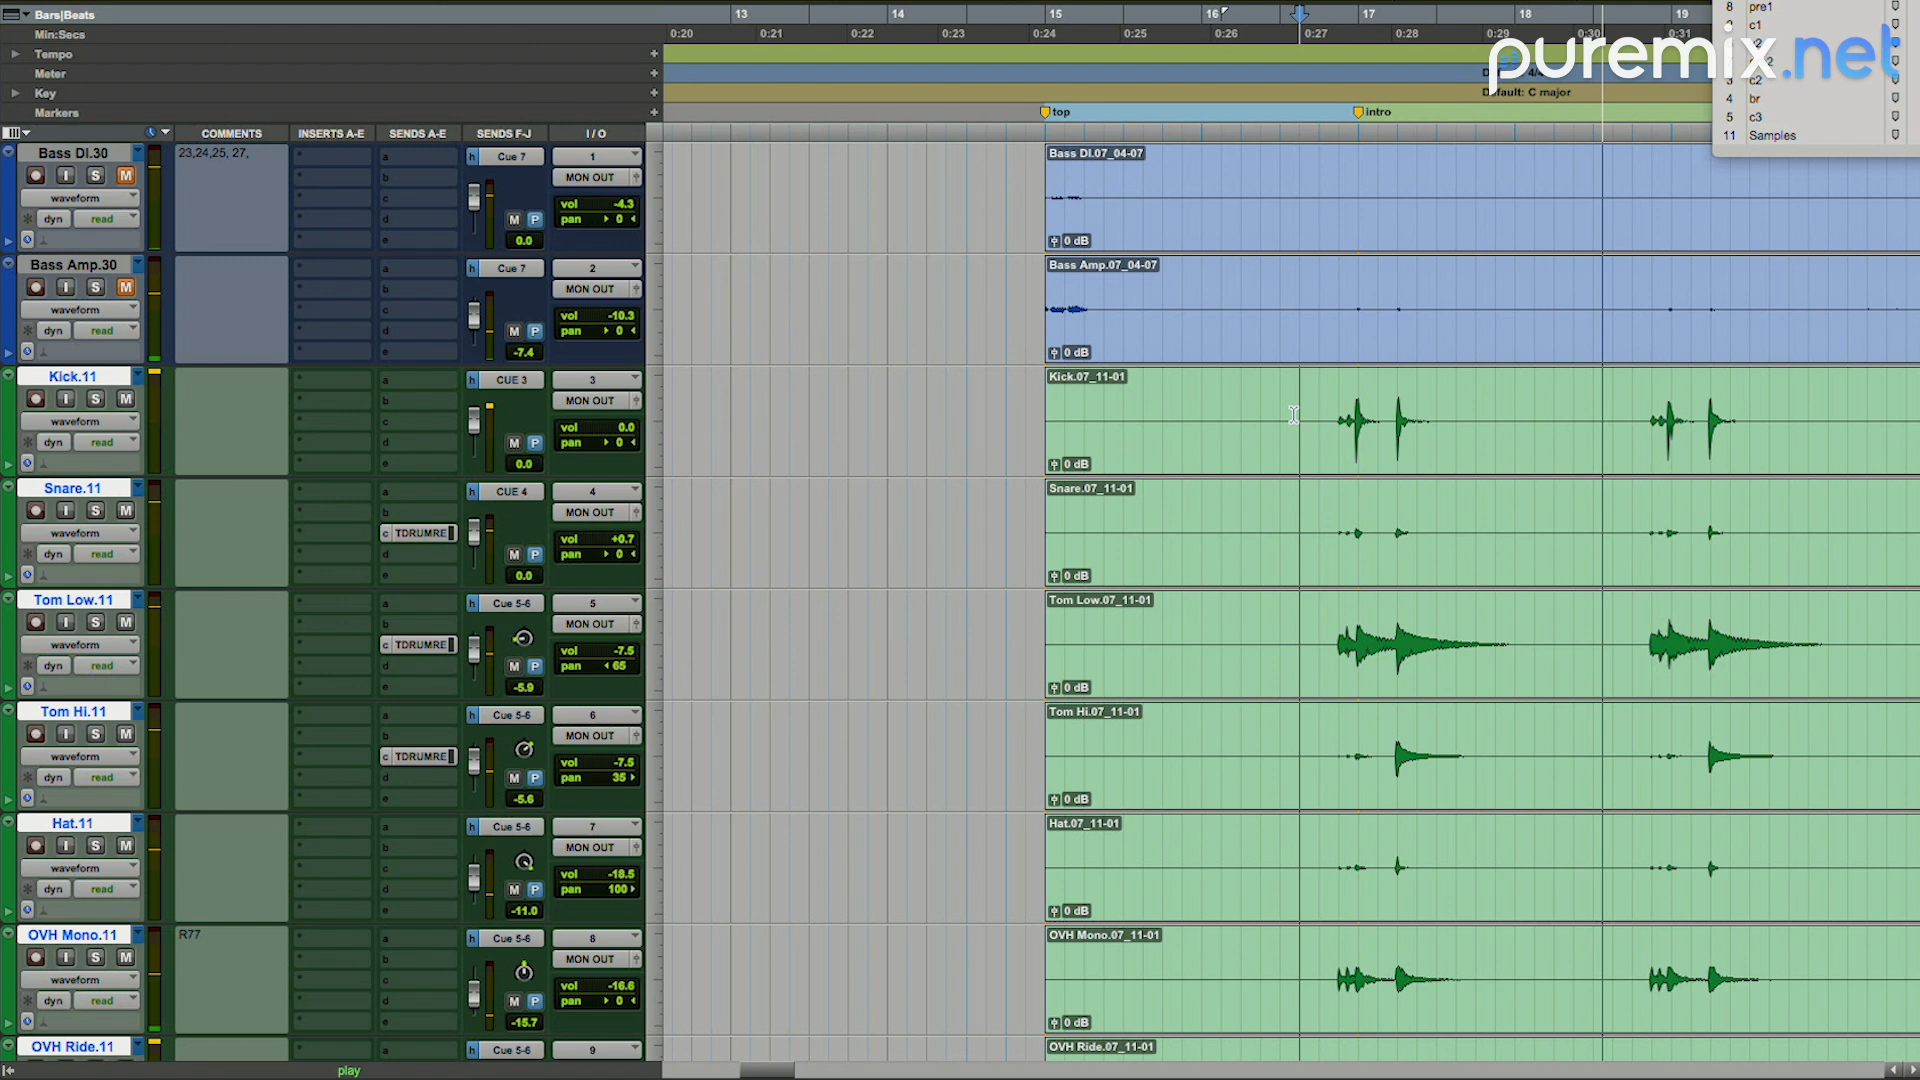 Bars|Beats 13 14 15 16 17 18 19
Min:Secs 0:20 0:21 0:22 0:23 0:24 0:25 0:26 0:27 0:28 0:29 0:30 0:31
Tempo
Meter
Key Default: C major
Markers top intro
8 pre1
c1
3 c2
4 br
5 c3
11 Samples
puremix.net
COMMENTS INSERTS A-E SENDS A-E SENDS F-J I / O
Bass DI.30 23,24,25, 27, a h Cue 7 1 Bass DI.07_04-07
I S M b MON OUT
waveform c vol -4.3
dyn read d M P pan 0
e 0.0 0 dB
Bass Amp.30 a h Cue 7 2 Bass Amp.07_04-07
I S M b MON OUT
waveform c vol -10.3
dyn read d M P pan 0
e -7.4 0 dB
Kick.11 a h CUE 3 3 Kick.07_11-01
I S M b MON OUT
waveform c vol 0.0
dyn read d M P pan 0
e 0.0 0 dB
Snare.11 a h CUE 4 4 Snare.07_11-01
I S M b MON OUT
waveform c TDRUMRE vol +0.7
dyn read d M P pan 0
e 0.0 0 dB
Tom Low.11 a h Cue 5-6 5 Tom Low.07_11-01
I S M b MON OUT
waveform c TDRUMRE vol -7.5
dyn read d M P pan 65
e -5.9 0 dB
Tom Hi.11 a h Cue 5-6 6 Tom Hi.07_11-01
I S M b MON OUT
waveform c TDRUMRE vol -7.5
dyn read d M P pan 35
e -5.6 0 dB
Hat.11 a h Cue 5-6 7 Hat.07_11-01
I S M b MON OUT
waveform c vol -18.5
dyn read d M P pan 100
e -11.0 0 dB
OVH Mono.11 R77 a h Cue 5-6 8 OVH Mono.07_11-01
I S M b MON OUT
waveform c vol -16.6
dyn read d M P pan 0
e -15.7 0 dB
OVH Ride.11 a h Cue 5-6 9 OVH Ride.07_11-01
play